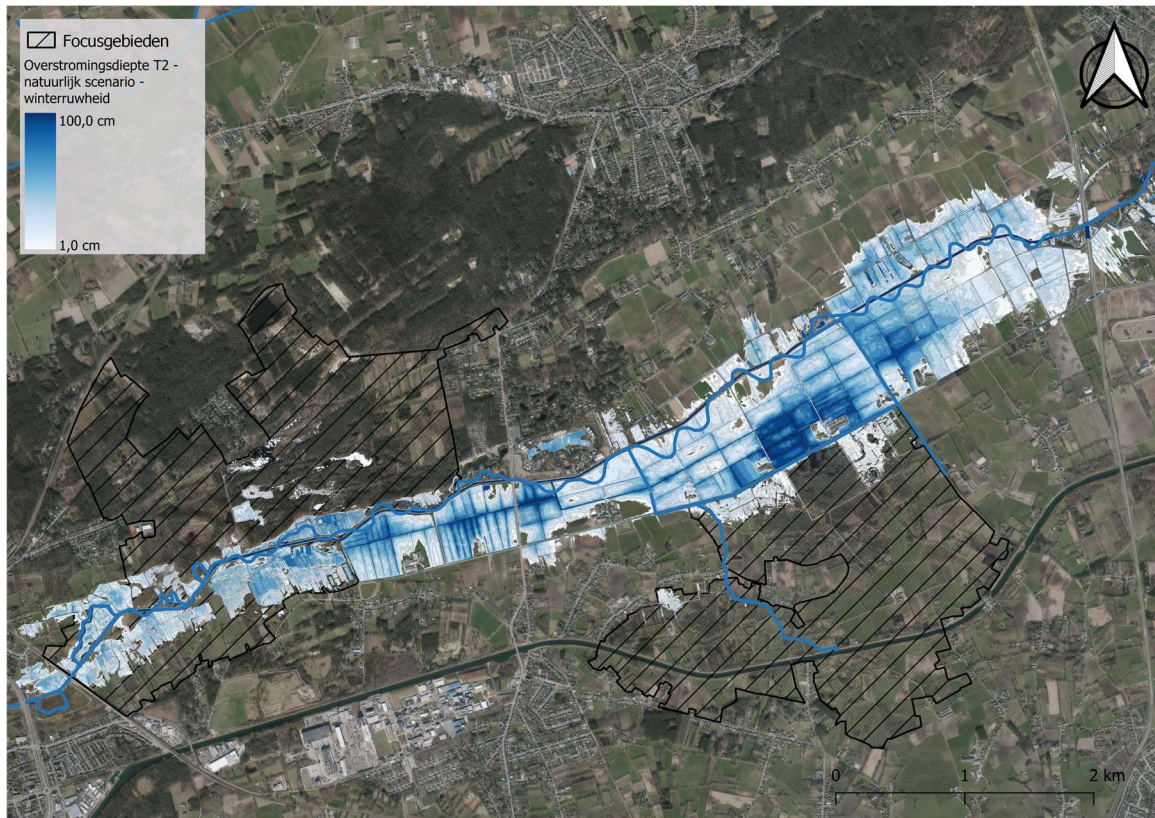 Focusgebieden
Overstromingsdiepte T2 -
natuurlijk scenario -
winterruwheid
100,0 cm
1,0 cm
0 1 2 km